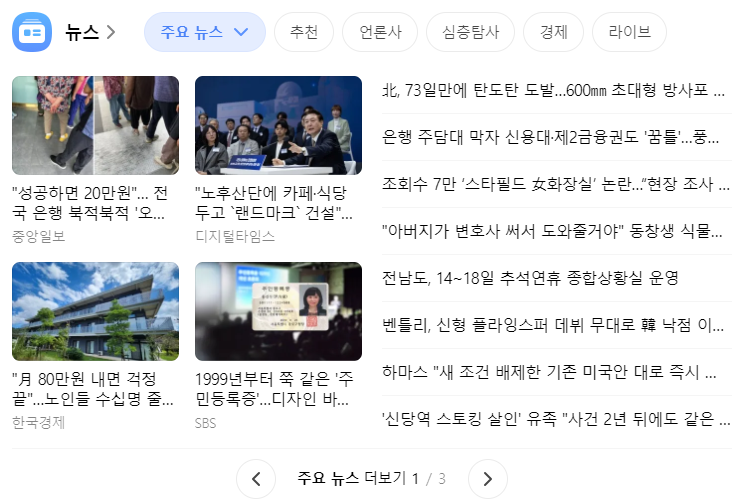 뉴스
주요 뉴스
추천
언론사
심층탐사
경제
라이브
"성공하면 20만원"... 전
국 은행 북적북적 '오...
중앙일보
"노후산단에 카페·식당
두고 `랜드마크` 건설"...
디지털타임스
"月 80만원 내면 걱정
끝"...노인들 수십명 줄...
한국경제
1999년부터 쭉 같은 '주
민등록증'...디자인 바...
SBS
北, 73일만에 탄도탄 도발...600㎜ 초대형 방사포 ...
은행 주담대 막자 신용대·제2금융권도 '꿈틀'...풍...
조회수 7만 ‘스타필드 女화장실’ 논란...“현장 조사 ...
"아버지가 변호사 써서 도와줄거야" 동창생 식물...
전남도, 14~18일 추석연휴 종합상황실 운영
벤틀리, 신형 플라잉스퍼 데뷔 무대로 韓 낙점 이...
하마스 "새 조건 배제한 기존 미국안 대로 즉시 ...
'신당역 스토킹 살인' 유족 "사건 2년 뒤에도 같은 ...
주요 뉴스 더보기 1 / 3